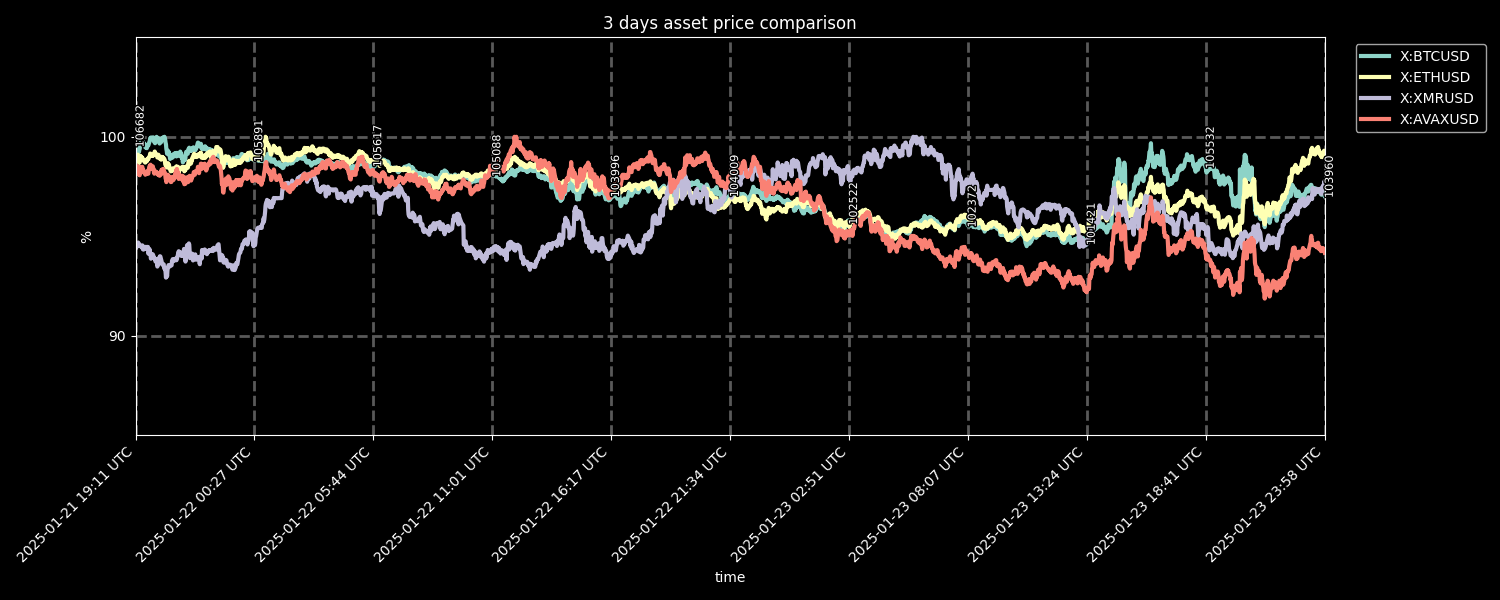 3 days asset price comparison
X:BTCUSD
X:ETHUSD
X:XMRUSD
X:AVAXUSD
100
90
%
106682
105891
105617
105088
103996
104009
102522
102372
101421
105532
103960
2025-01-21 19:11 UTC
2025-01-22 00:27 UTC
2025-01-22 05:44 UTC
2025-01-22 11:01 UTC
2025-01-22 16:17 UTC
2025-01-22 21:34 UTC
2025-01-23 02:51 UTC
2025-01-23 08:07 UTC
2025-01-23 13:24 UTC
2025-01-23 18:41 UTC
2025-01-23 23:58 UTC
time